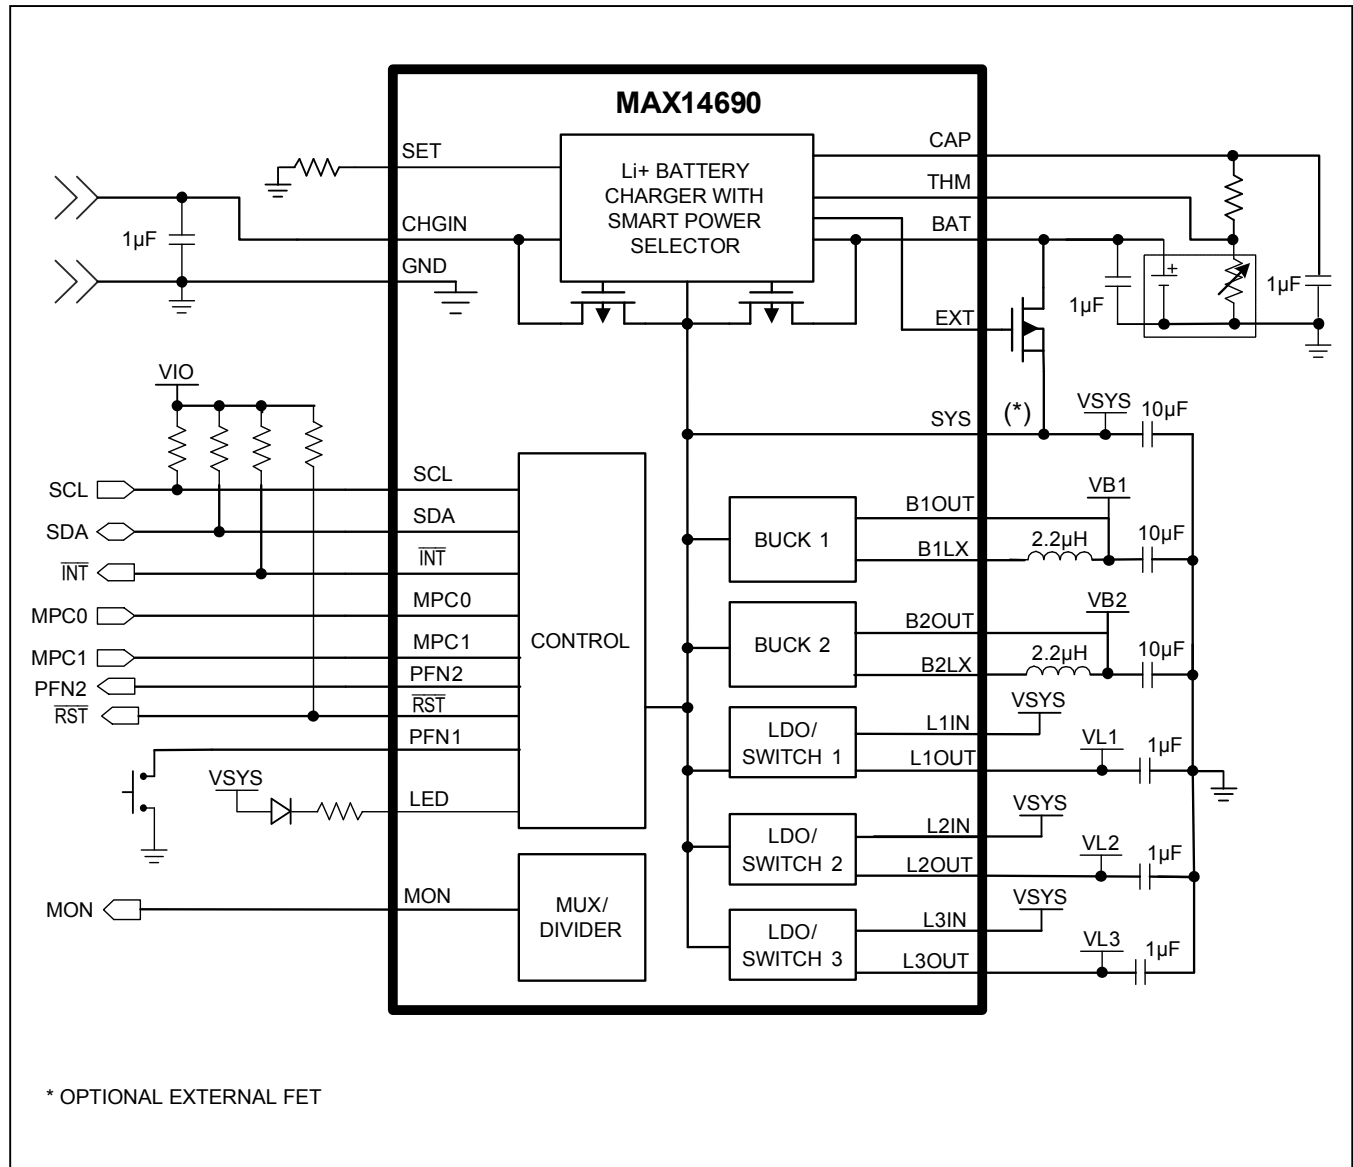 MAX14690
SET
Li+ BATTERY
CHARGER WITH
SMART POWER
SELECTOR
CAP
THM
BAT
CHGIN
GND
1µF
EXT
1µF
+
1µF
VIO
SYS
(*)
VSYS
10µF
SCL
SCL
SDA
SDA
INT
INT
MPC0
MPC0
MPC1
MPC1
PFN2
PFN2
RST
RST
PFN1
CONTROL
VSYS
LED
BUCK 1
B1OUT
B1LX
VB1
2.2µH
10µF
BUCK 2
B2OUT
B2LX
VB2
2.2µH
10µF
LDO/
SWITCH 1
L1IN
L1OUT
VSYS
VL1
1µF
LDO/
SWITCH 2
L2IN
L2OUT
VSYS
VL2
1µF
MON
MON
MUX/
DIVIDER
LDO/
SWITCH 3
L3IN
L3OUT
VSYS
VL3
1µF
* OPTIONAL EXTERNAL FET